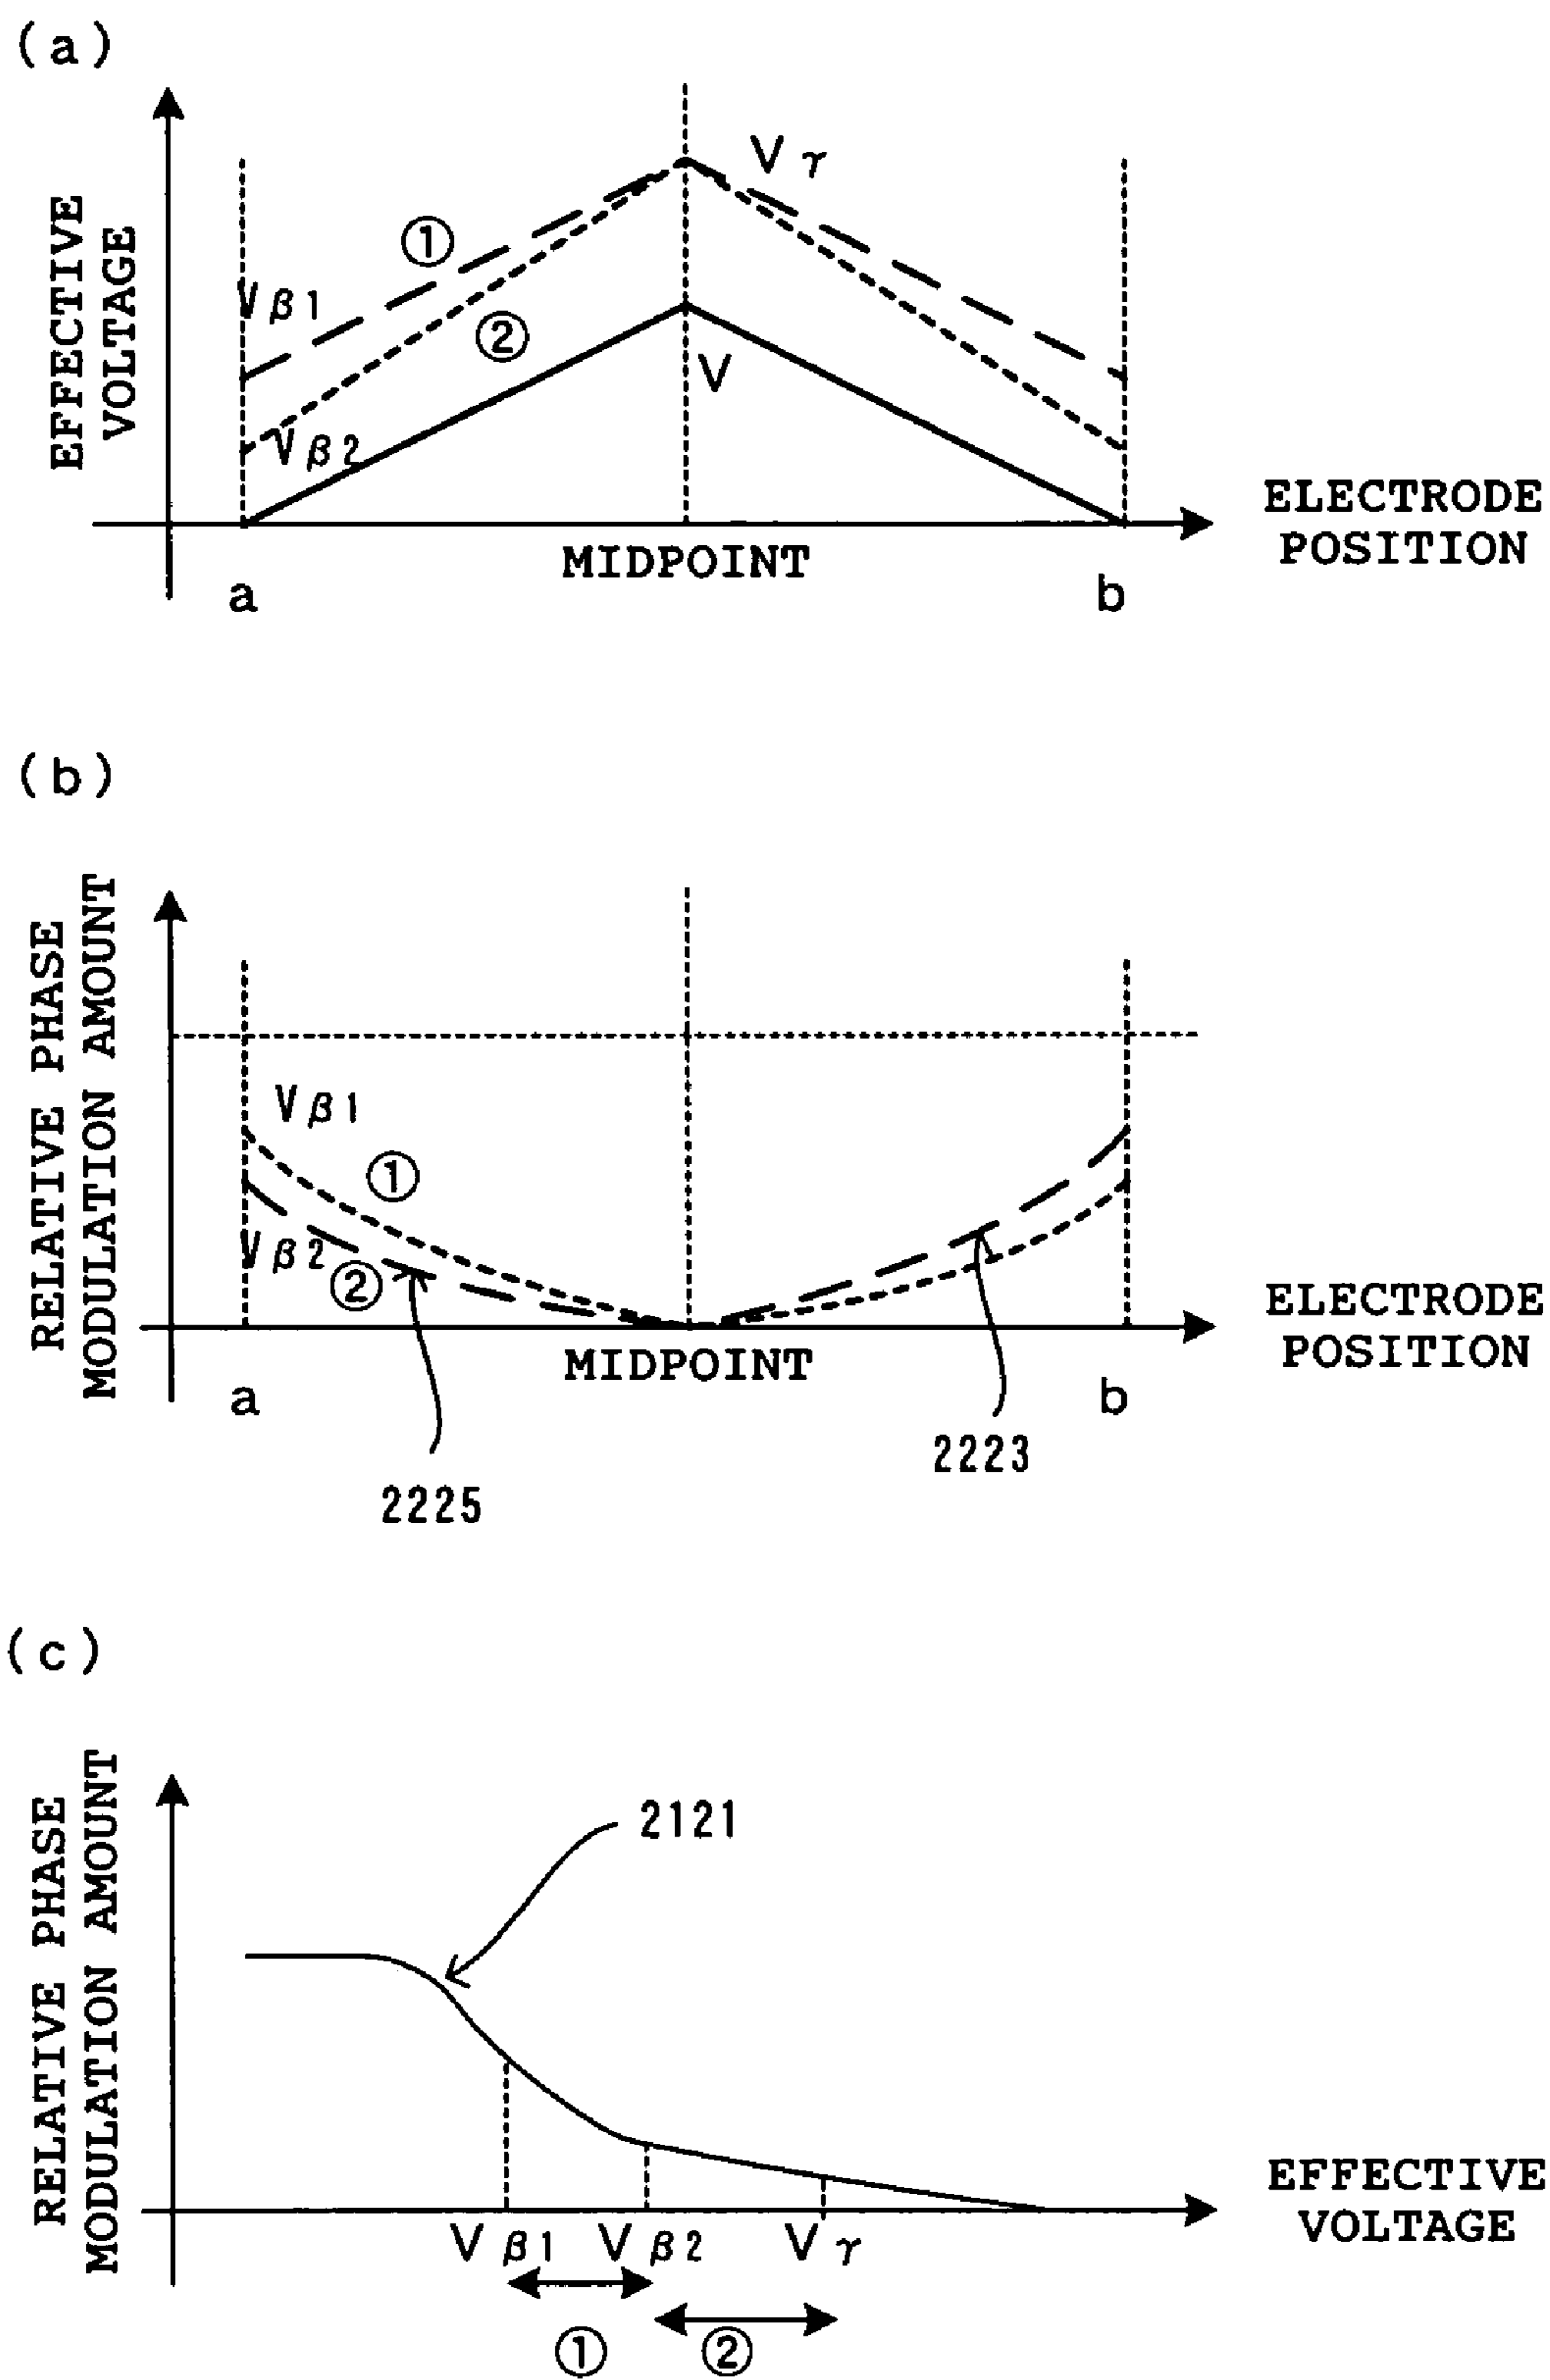 (a)
EFFECTIVE
VOLTAGE
Vγ
①
Vβ1
②
V
Vβ2
ELECTRODE
POSITION
MIDPOINT
a
b
(b)
RELATIVE PHASE
MODULATION AMOUNT
Vβ1
①
Vβ2
②
ELECTRODE
POSITION
MIDPOINT
a
b
2223
2225
(c)
RELATIVE PHASE
MODULATION AMOUNT
2121
EFFECTIVE
VOLTAGE
Vβ1 Vβ2 Vγ
① ②